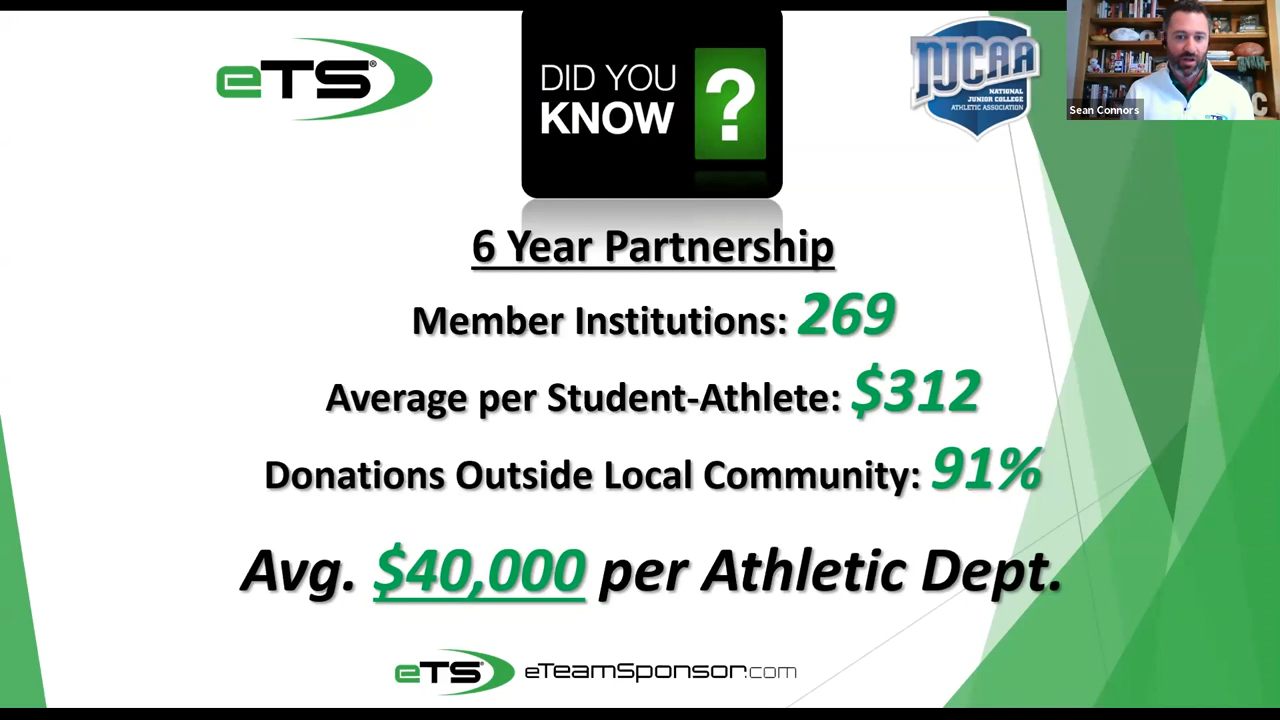 eTS®
DID YOU
KNOW
?
NJCAA
NATIONAL
JUNIOR COLLEGE
ATHLETIC ASSOCIATION
Sean Connors
6 Year Partnership
Member Institutions: 269
Average per Student-Athlete: $312
Donations Outside Local Community: 91%
Avg. $40,000 per Athletic Dept.
eTS® eTeamSponsor.com